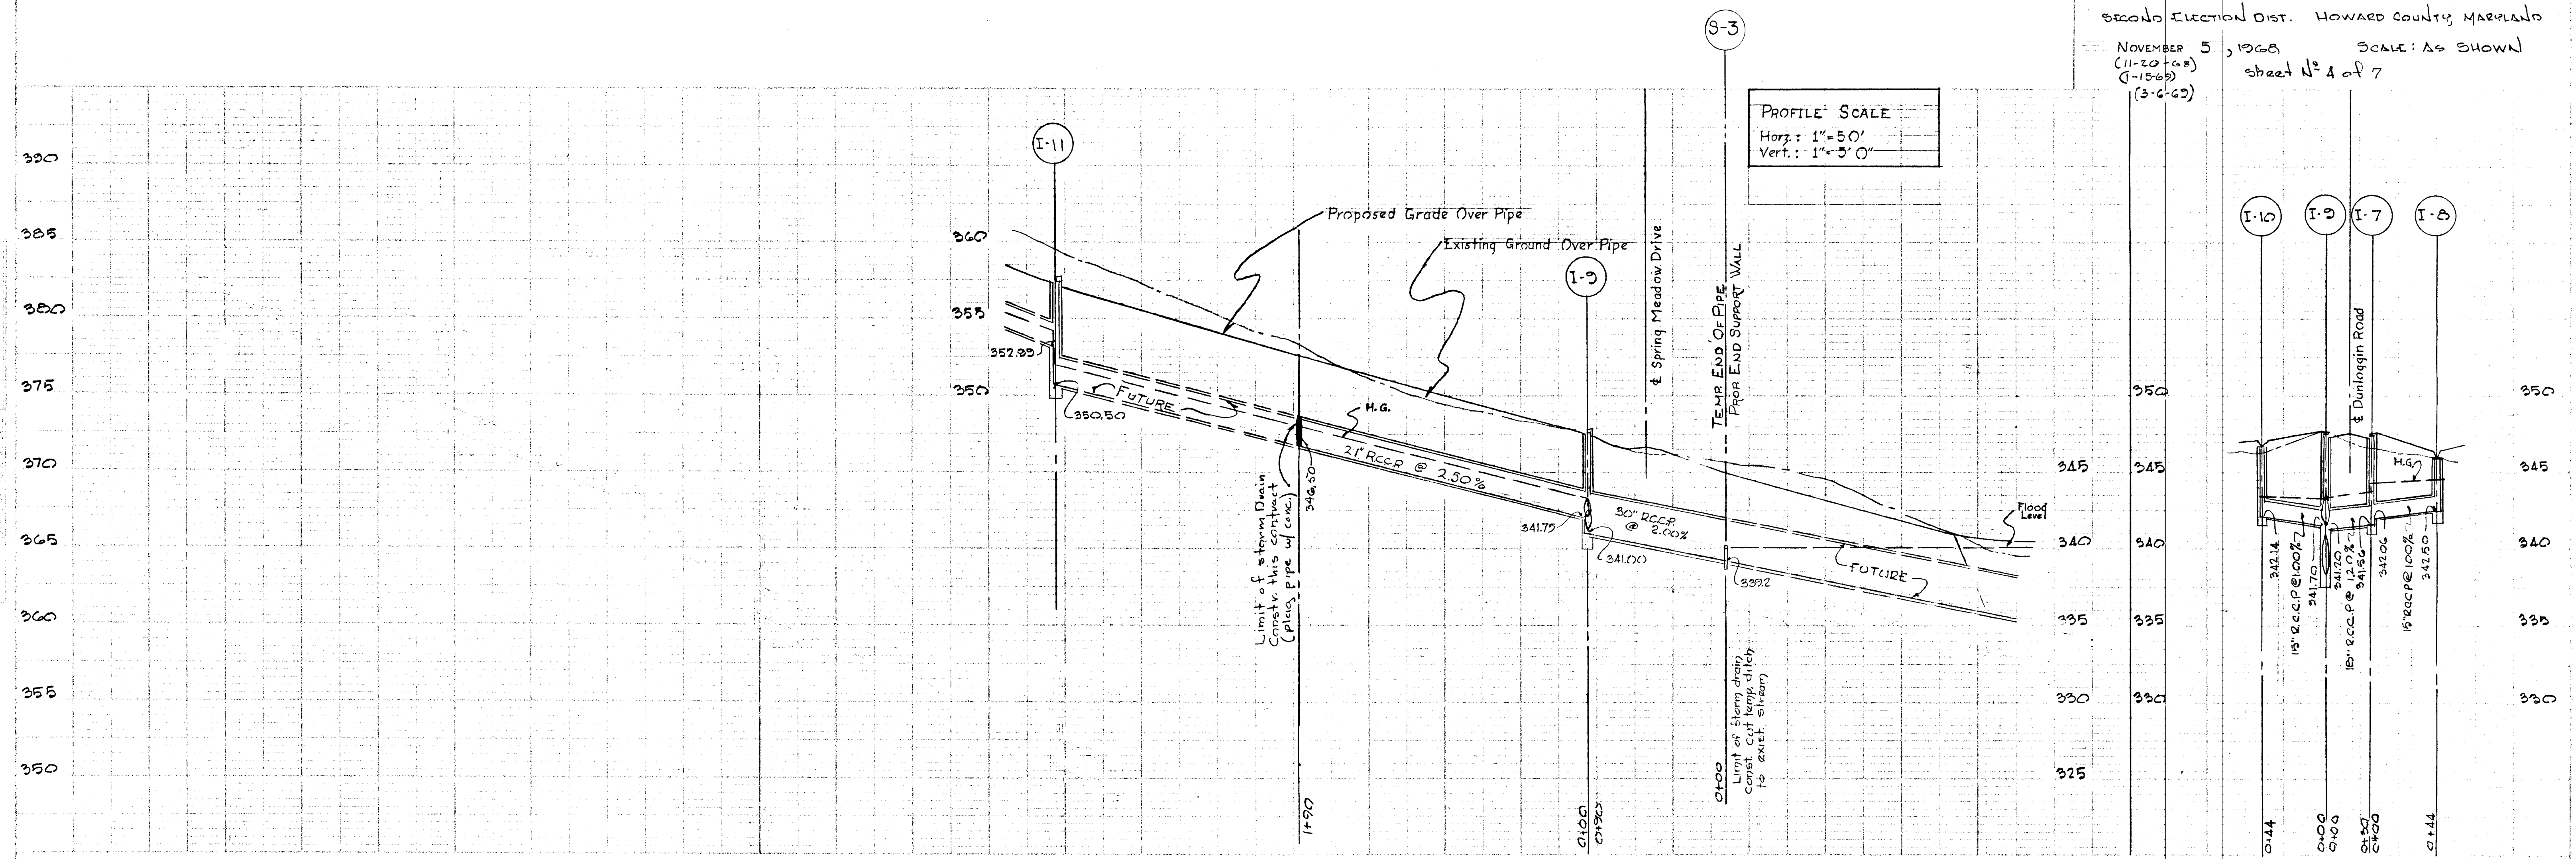 SECOND ELECTION DIST. HOWARD COUNTY, MARYLAND
NOVEMBER 5, 1968 SCALE: AS SHOWN
(11-20-68)
(1-15-69)
Sheet Nº 4 of 7
(3-6-69)
S-3
PROFILE SCALE
Horz.: 1"=50'
Vert.: 1"=5'0"
I-11
I-9
I-10
I-9
I-7
I-8
390
385
380
375
370
365
360
355
350
360
355
350
Proposed Grade Over Pipe
Existing Ground Over Pipe
352.99
350.50
FUTURE
H.G.
21" R.C.C.P. @ 2.50%
346.50
Limit of storm Drain
Constr. this contract
(plug pipe w/ conc.)
1+90
341.75
341.00
30" R.C.C.P.
@ 2.00%
0+00
0+90
℄ Spring Meadow Drive
TEMP. END OF PIPE
PROP. END SUPPORT WALL
339.2
FUTURE
Flood
Level
0+00
Limit of storm drain
const. Cut temp. ditch
to exist stream
345
340
335
330
325
350
345
340
335
330
℄ Dunloggin Road
H.G.
342.14
15" R.C.C.P @ 1.00%
341.70
341.20
18" R.C.C.P @ 1.20%
341.56
342.06
15" R.C.C.P @ 1.00%
342.50
0+44
0+00
0+00
0+30
0+00
0+44
350
345
340
335
330